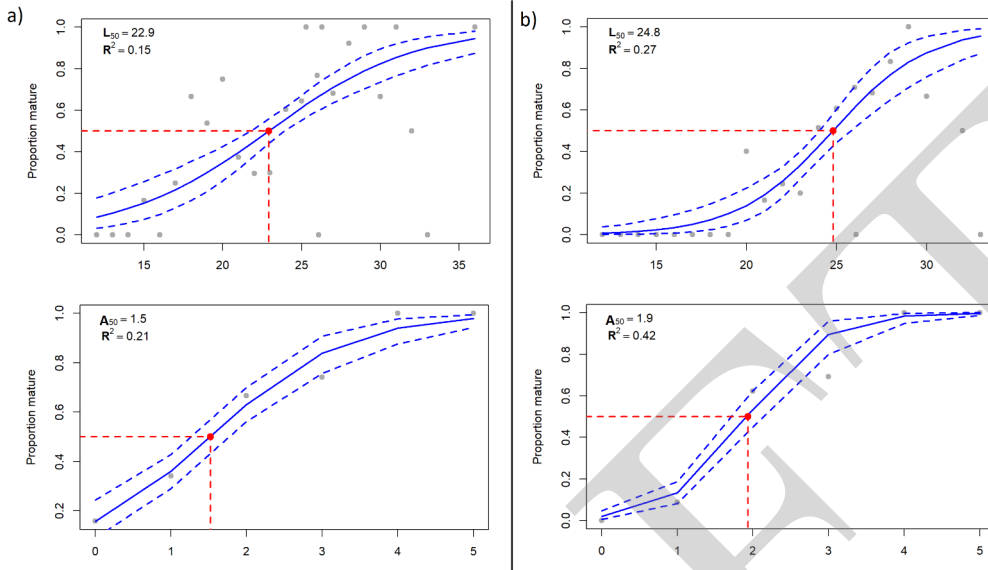 a)
L50 = 22.9
R2 = 0.15
Proportion mature
0.0 0.2 0.4 0.6 0.8 1.0
15 20 25 30 35
A50 = 1.5
R2 = 0.21
Proportion mature
0.2 0.4 0.6 0.8 1.0
0 1 2 3 4 5
b)
L50 = 24.8
R2 = 0.27
Proportion mature
0.0 0.2 0.4 0.6 0.8 1.0
15 20 25 30
A50 = 1.9
R2 = 0.42
Proportion mature
0.0 0.2 0.4 0.6 0.8 1.0
0 1 2 3 4 5